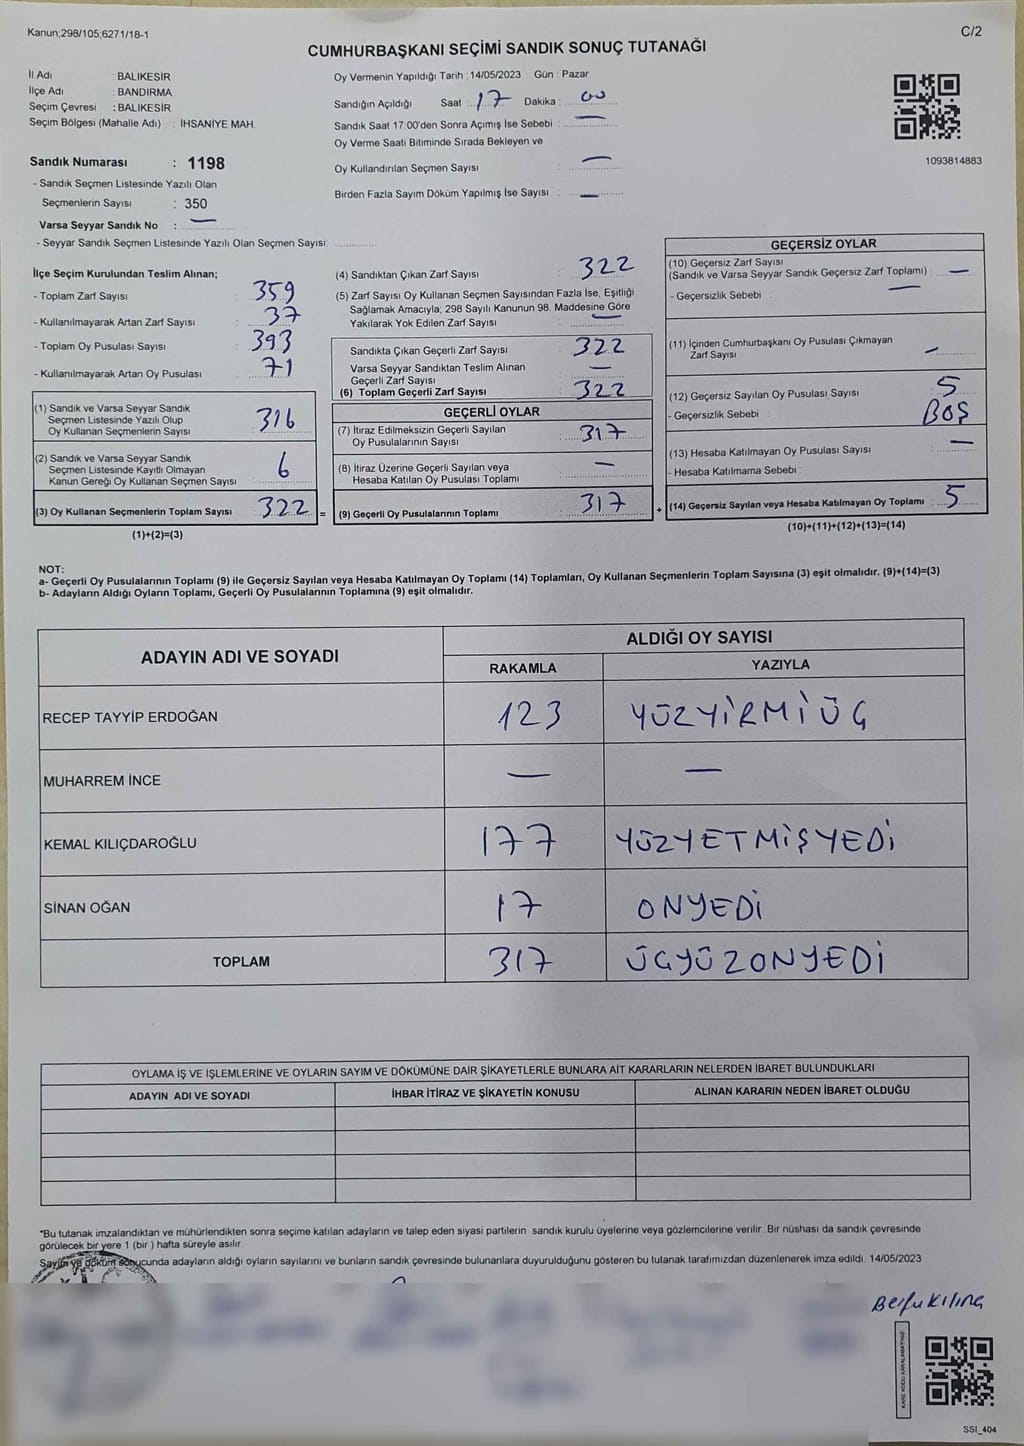 Kanun;298/105;6271/18-1
C/2
CUMHURBAŞKANI SEÇİMİ SANDIK SONUÇ TUTANAĞI
İl Adı : BALIKESİR
İlçe Adı : BANDIRMA
Seçim Çevresi : BALIKESİR
Seçim Bölgesi (Mahalle Adı) : İHSANİYE MAH.
Oy Vermenin Yapıldığı Tarih : 14/05/2023 Gün : Pazar
Sandığın Açıldığı Saat : 17 Dakika : 00
Sandık Saat 17:00'den Sonra Açımış İse Sebebi : —
Oy Verme Saati Bitiminde Sırada Bekleyen ve
Oy Kullandırılan Seçmen Sayısı : —
Birden Fazla Sayım Döküm Yapılmış İse Sayısı : —
1093814883
Sandık Numarası : 1198
- Sandık Seçmen Listesinde Yazılı Olan
Seçmenlerin Sayısı : 350
Varsa Seyyar Sandık No : —
- Seyyar Sandık Seçmen Listesinde Yazılı Olan Seçmen Sayısı:
İlçe Seçim Kurulundan Teslim Alınan;
- Toplam Zarf Sayısı : 359
- Kullanılmayarak Artan Zarf Sayısı : 37
- Toplam Oy Pusulası Sayısı : 393
- Kullanılmayarak Artan Oy Pusulası : 71
(1) Sandık ve Varsa Seyyar Sandık
Seçmen Listesinde Yazılı Olup
Oy Kullanan Seçmenlerin Sayısı : 316
(2) Sandık ve Varsa Seyyar Sandık
Seçmen Listesinde Kayıtlı Olmayan
Kanun Gereği Oy Kullanan Seçmen Sayısı : 6
(3) Oy Kullanan Seçmenlerin Toplam Sayısı : 322 =
(1)+(2)=(3)
(4) Sandıktan Çıkan Zarf Sayısı : 322
(5) Zarf Sayısı Oy Kullanan Seçmen Sayısından Fazla İse, Eşitliği
Sağlamak Amacıyla, 298 Sayılı Kanunun 98. Maddesine Göre
Yakılarak Yok Edilen Zarf Sayısı : —
Sandıkta Çıkan Geçerli Zarf Sayısı : 322
Varsa Seyyar Sandıktan Teslim Alınan
Geçerli Zarf Sayısı : —
(6) Toplam Geçerli Zarf Sayısı : 322
GEÇERLİ OYLAR
(7) İtiraz Edilmeksizin Geçerli Sayılan
Oy Pusulalarının Sayısı : 317
(8) İtiraz Üzerine Geçerli Sayılan veya
Hesaba Katılan Oy Pusulası Toplamı : —
(9) Geçerli Oy Pusulalarının Toplamı : 317 +
GEÇERSİZ OYLAR
(10) Geçersiz Zarf Sayısı
(Sandık ve Varsa Seyyar Sandık Geçersiz Zarf Toplamı) : —
- Geçersizlik Sebebi : —
(11) İçinden Cumhurbaşkanı Oy Pusulası Çıkmayan
Zarf Sayısı : —
(12) Geçersiz Sayılan Oy Pusulası Sayısı : 5
- Geçersizlik Sebebi : BOŞ
(13) Hesaba Katılmayan Oy Pusulası Sayısı : —
- Hesaba Katılmama Sebebi :
(14) Geçersiz Sayılan veya Hesaba Katılmayan Oy Toplamı : 5
(10)+(11)+(12)+(13)=(14)
NOT:
a- Geçerli Oy Pusulalarının Toplamı (9) ile Geçersiz Sayılan veya Hesaba Katılmayan Oy Toplamı (14) Toplamları, Oy Kullanan Seçmenlerin Toplam Sayısına (3) eşit olmalıdır. (9)+(14)=(3)
b- Adayların Aldığı Oyların Toplamı, Geçerli Oy Pusulalarının Toplamına (9) eşit olmalıdır.
ADAYIN ADI VE SOYADI
ALDIĞI OY SAYISI
RAKAMLA YAZIYLA
RECEP TAYYİP ERDOĞAN 123 YÜZYİRMİÜÇ
MUHARREM İNCE — —
KEMAL KILIÇDAROĞLU 177 YÜZYETMİŞYEDİ
SİNAN OĞAN 17 ONYEDİ
TOPLAM 317 ÜÇYÜZONYEDİ
OYLAMA İŞ VE İŞLEMLERİNE VE OYLARIN SAYIM VE DÖKÜMÜNE DAİR ŞİKAYETLERLE BUNLARA AİT KARARLARIN NELERDEN İBARET BULUNDUKLARI
ADAYIN ADI VE SOYADI İHBAR İTİRAZ VE ŞİKAYETİN KONUSU ALINAN KARARIN NEDEN İBARET OLDUĞU
*Bu tutanak imzalandıktan ve mühürlendikten sonra seçime katılan adayların ve talep eden siyasi partilerin sandık kurulu üyelerine veya gözlemcilerine verilir. Bir nüshası da sandık çevresinde
görülecek bir yere 1 (bir) hafta süreyle asılır.
Sayım ve döküm sonucunda adayların aldığı oyların sayılarını ve bunların sandık çevresinde bulunanlara duyurulduğunu gösteren bu tutanak tarafımızdan düzenlenerek imza edildi. 14/05/2023
Berfu Kılınç
KARE KODU KARALAMAYINIZ!
SSI_404